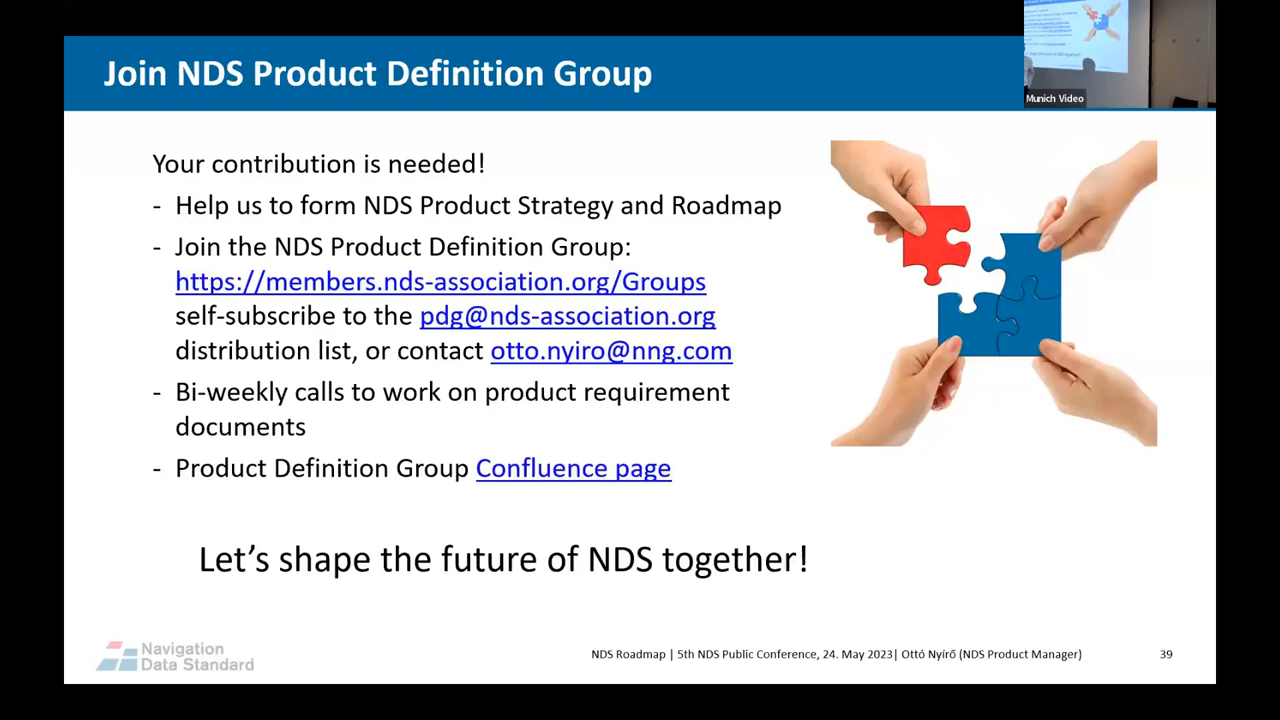 Join NDS Product Definition Group
Munich Video
Your contribution is needed!
- Help us to form NDS Product Strategy and Roadmap
- Join the NDS Product Definition Group:
https://members.nds-association.org/Groups
self-subscribe to the pdg@nds-association.org
distribution list, or contact otto.nyiro@nng.com
- Bi-weekly calls to work on product requirement
documents
- Product Definition Group Confluence page
Let’s shape the future of NDS together!
Navigation
Data Standard
NDS Roadmap | 5th NDS Public Conference, 24. May 2023| Ottó Nyírő (NDS Product Manager)
39